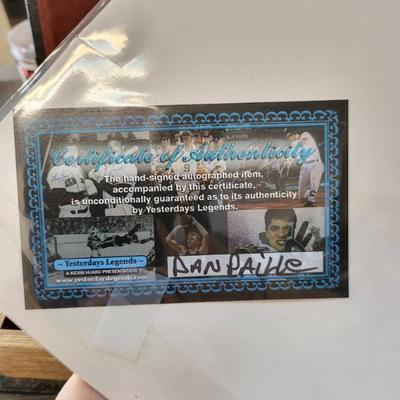 Certificate of Authenticity
The hand-signed autographed item,
accompanied by this certificate,
is unconditionally guaranteed as to its authenticity
by Yesterdays Legends.
~ Yesterdays Legends ~
A KEVIN HUARD PRESENTATION
www.yesterdayslegends.com
DAN PAILLE